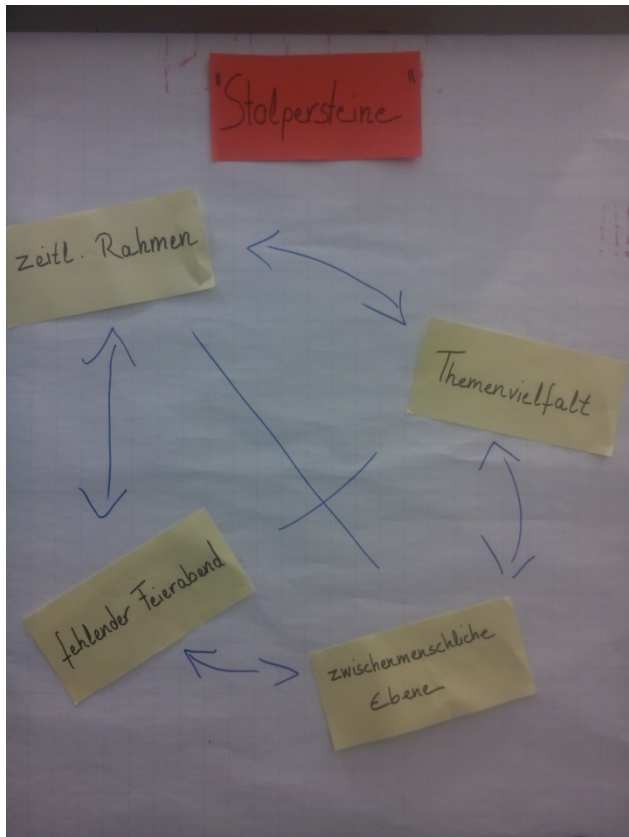 "Stolpersteine"
zeitl. Rahmen
Themenvielfalt
fehlender Feierabend
zwischenmenschliche
Ebene